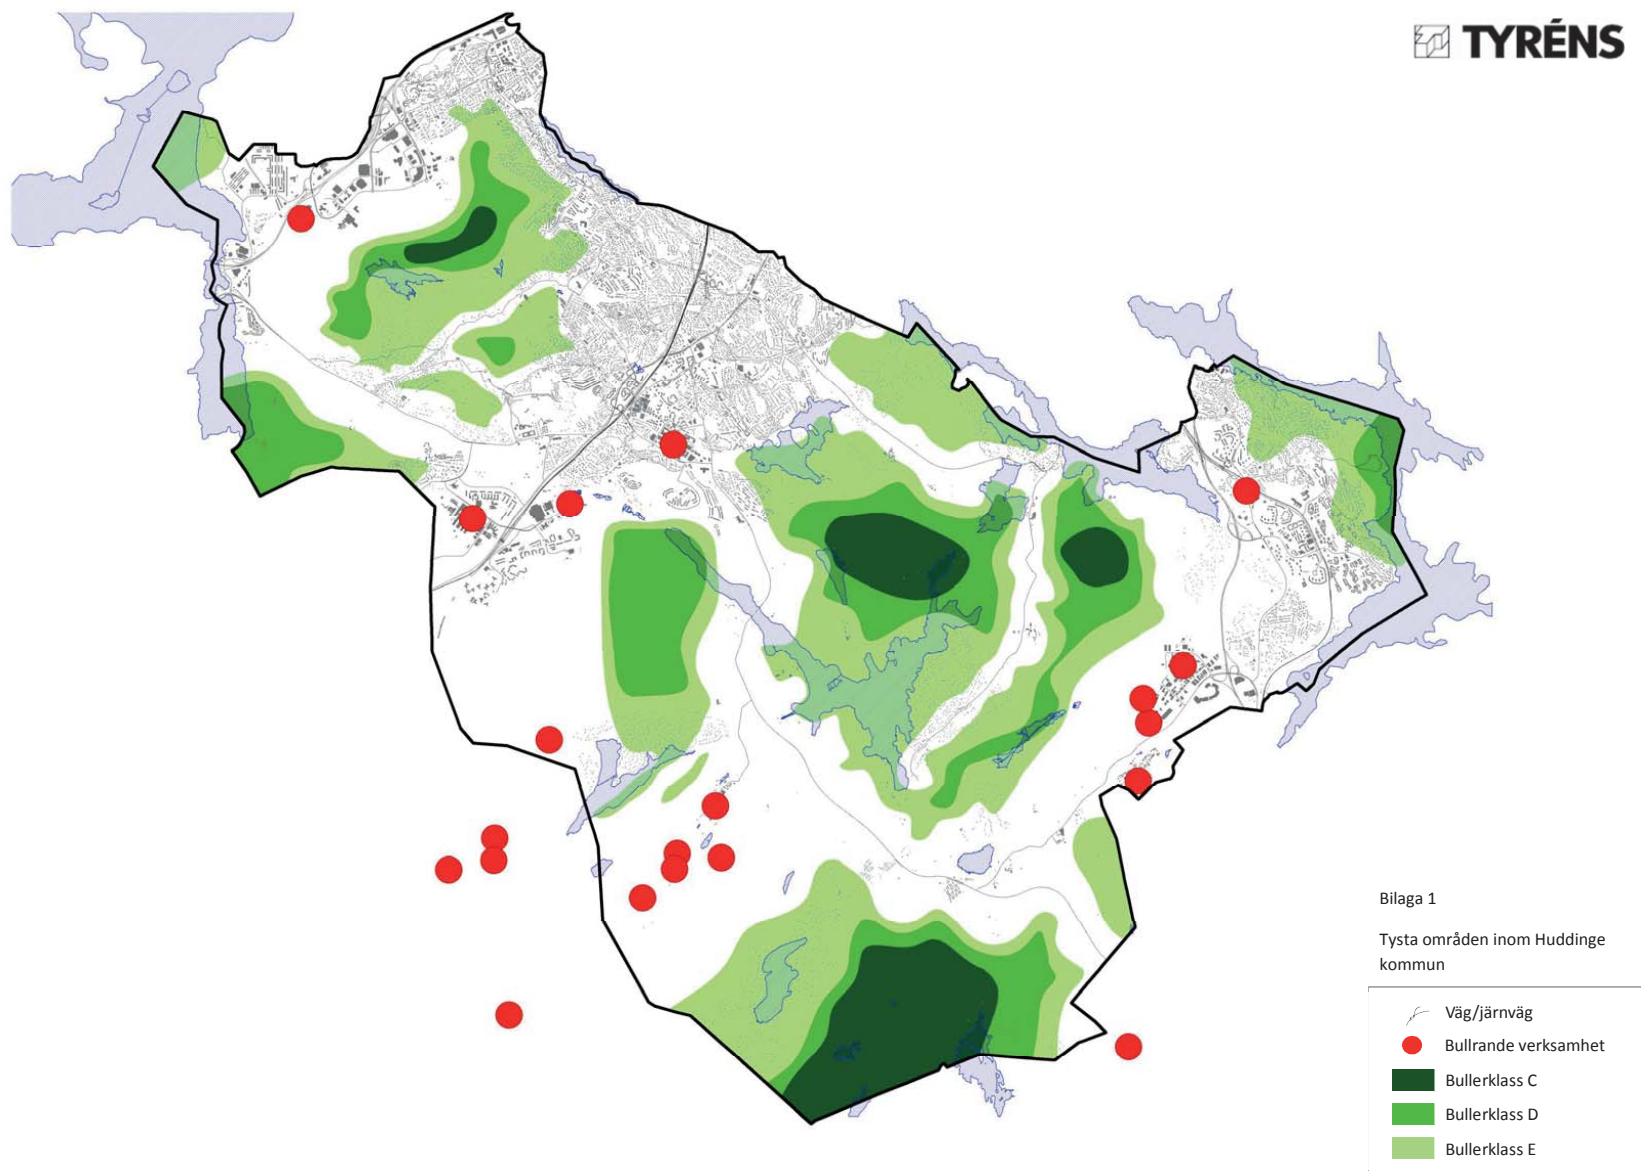 TYRÉNS
Bilaga 1
Tysta områden inom Huddinge
kommun
Väg/järnväg
Bullrande verksamhet
Bullerklass C
Bullerklass D
Bullerklass E